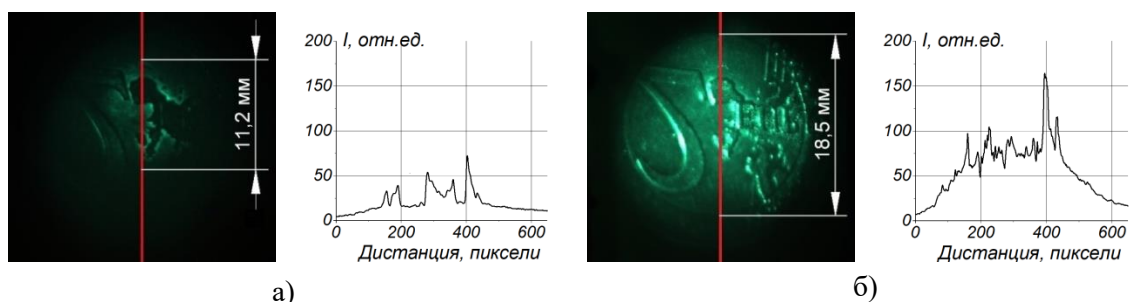 11,2 мм
I, отн.ед.
200
150
100
50
0
0 200 400 600
Дистанция, пиксели
а)
18,5 мм
I, отн.ед.
200
150
100
50
0
0 200 400 600
Дистанция, пиксели
б)